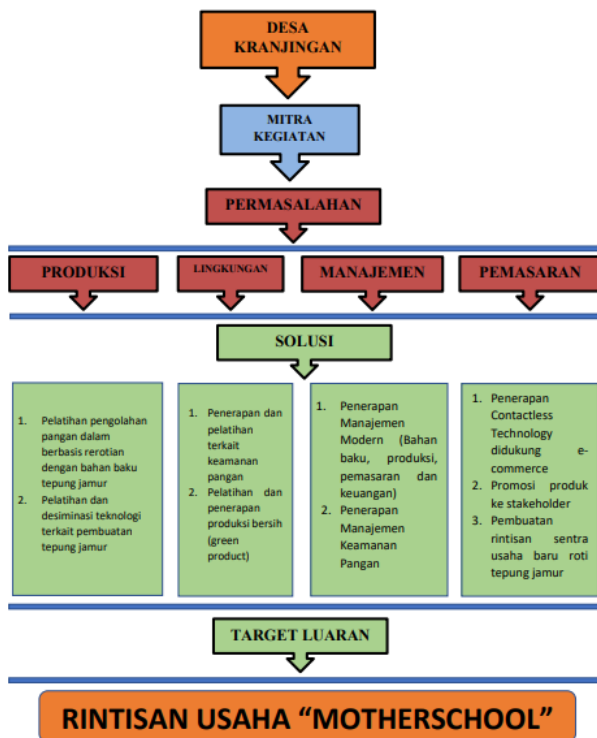 DESA
KRANJINGAN
MITRA
KEGIATAN
PERMASALAHAN
PRODUKSI
LINGKUNGAN
MANAJEMEN
PEMASARAN
SOLUSI
1. Pelatihan pengolahan
pangan dalam
berbasis rerotian
dengan bahan baku
tepung jamur
2. Pelatihan dan
desiminasi teknologi
terkait pembuatan
tepung jamur
1. Penerapan dan
pelatihan
terkait
keamanan
pangan
2. Pelatihan dan
penerapan
produksi bersih
(green
product)
1. Penerapan
Manajemen
Modern (Bahan
baku, produksi,
pemasaran dan
keuangan)
2. Penerapan
Manajemen
Keamanan
Pangan
1. Penerapan
Contactless
Technology
didukung e-
commerce
2. Promosi produk
ke stakeholder
3. Pembuatan
rintisan sentra
usaha baru roti
tepung jamur
TARGET LUARAN
RINTISAN USAHA “MOTHERSCHOOL”